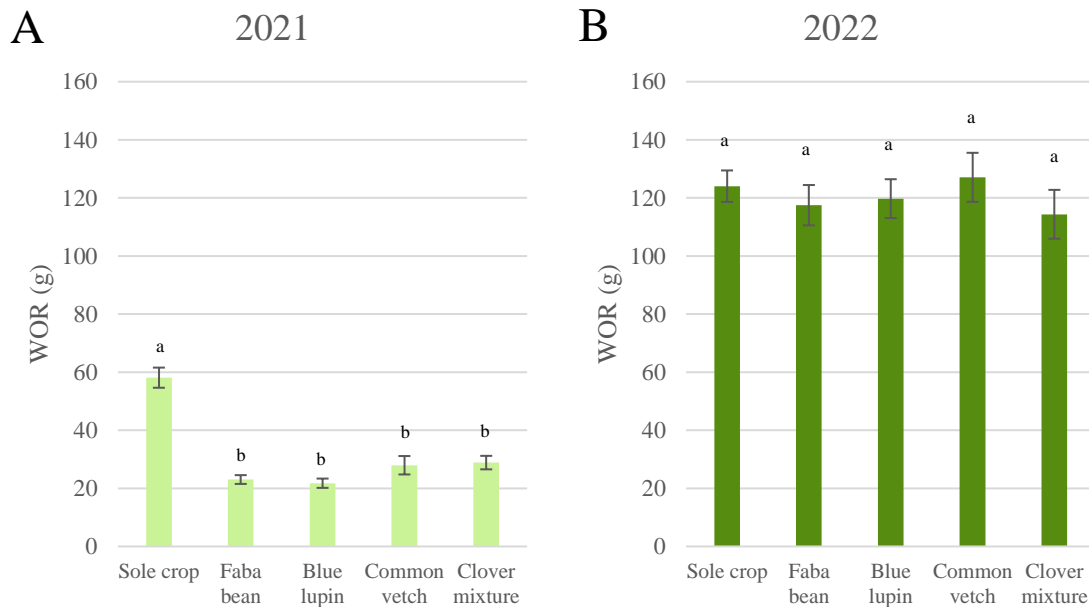 A
2021
160
140
120
100
80
60
40
20
0
WOR (g)
a
b
b
b
b
Sole crop
Faba
bean
Blue
lupin
Common
vetch
Clover
mixture
B
2022
160
140
120
100
80
60
40
20
0
WOR (g)
a
a
a
a
a
Sole crop
Faba
bean
Blue
lupin
Common
vetch
Clover
mixture